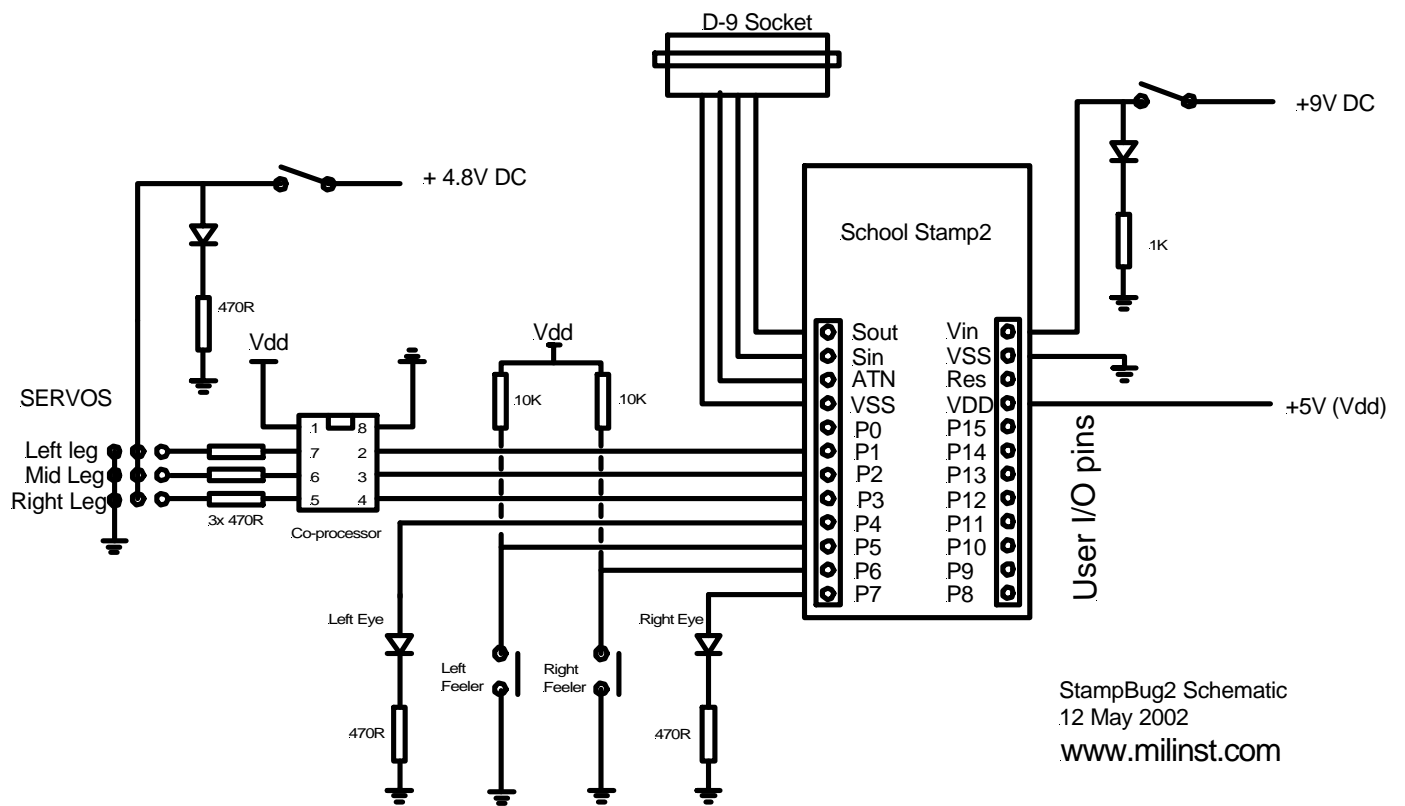 D-9 Socket
+9V DC
+ 4.8V DC
School Stamp2
1K
470R
Vdd
Vdd
Sout
Vin
Sin
VSS
ATN
Res
VSS
VDD
+5V (Vdd)
SERVOS
10K
10K
P0
P15
1
8
Left leg
7
2
P1
P14
Mid Leg
6
3
P2
P13
Right Leg
5
4
P3
P12
3x 470R
Co-processor
P4
P11
P5
P10
P6
P9
P7
P8
User I/O pins
Left Eye
Right Eye
Left
Feeler
Right
Feeler
470R
470R
StampBug2 Schematic
12 May 2002
www.milinst.com